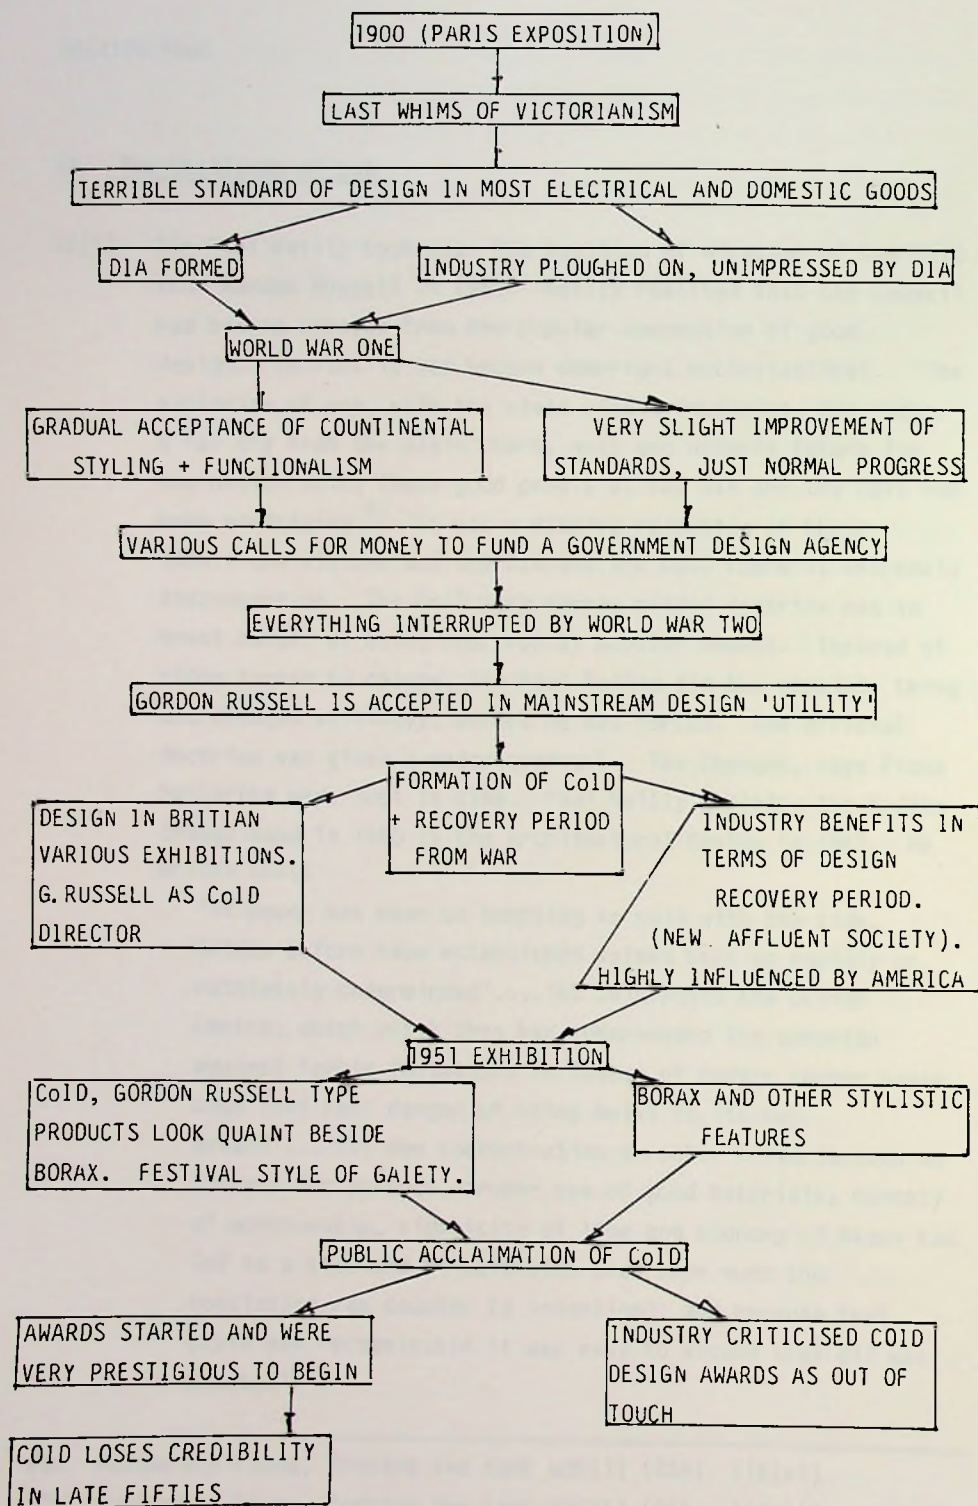 1900 (PARIS EXPOSITION)
LAST WHIMS OF VICTORIANISM
TERRIBLE STANDARD OF DESIGN IN MOST ELECTRICAL AND DOMESTIC GOODS
DIA FORMED
INDUSTRY PLOUGHED ON, UNIMPRESSED BY DIA
WORLD WAR ONE
GRADUAL ACCEPTANCE OF COUNTINENTAL
STYLING + FUNCTIONALISM
VERY SLIGHT IMPROVEMENT OF
STANDARDS, JUST NORMAL PROGRESS
VARIOUS CALLS FOR MONEY TO FUND A GOVERNMENT DESIGN AGENCY
EVERYTHING INTERRUPTED BY WORLD WAR TWO
GORDON RUSSELL IS ACCEPTED IN MAINSTREAM DESIGN 'UTILITY'
FORMATION OF CoID
+ RECOVERY PERIOD
FROM WAR
DESIGN IN BRITIAN
VARIOUS EXHIBITIONS.
G. RUSSELL AS CoID
DIRECTOR
INDUSTRY BENEFITS IN
TERMS OF DESIGN
RECOVERY PERIOD.
(NEW AFFLUENT SOCIETY).
HIGHLY INFLUENCED BY AMERICA
1951 EXHIBITION
CoID, GORDON RUSSELL TYPE
PRODUCTS LOOK QUAINT BESIDE
BORAX. FESTIVAL STYLE OF GAIETY.
BORAX AND OTHER STYLISTIC
FEATURES
PUBLIC ACCLAIMATION OF CoID
AWARDS STARTED AND WERE
VERY PRESTIGIOUS TO BEGIN
INDUSTRY CRITICISED COID
DESIGN AWARDS AS OUT OF
TOUCH
COID LOSES CREDIBILITY
IN LATE FIFTIES